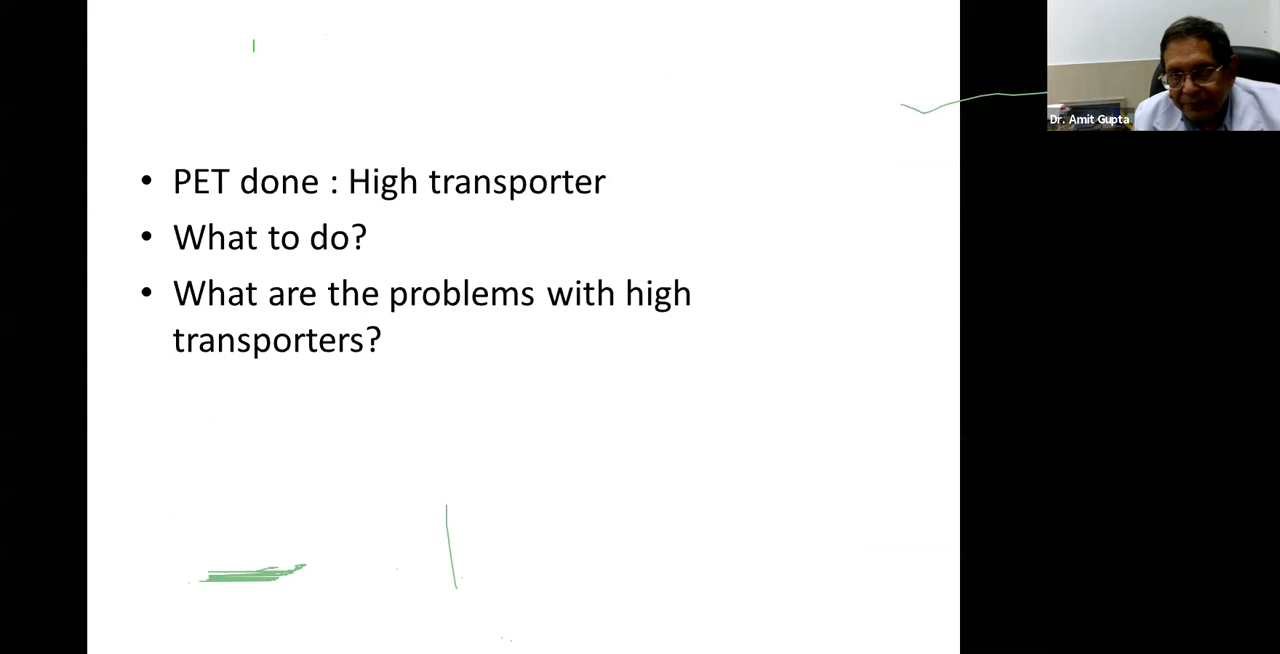 • PET done : High transporter
• What to do?
• What are the problems with high
transporters?
Dr. Amit Gupta